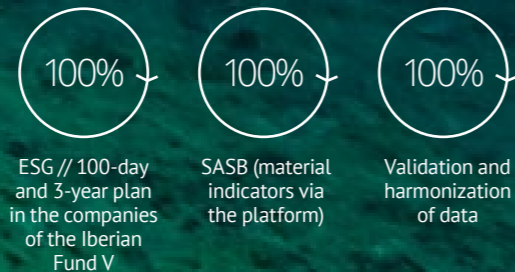 100%
ESG // 100-day
and 3-year plan
in the companies
of the Iberian
Fund V
100%
SASB (material
indicators via
the platform)
100%
Validation and
harmonization
of data